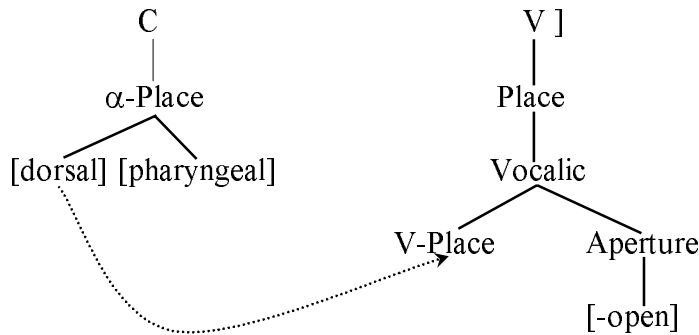 C V ]
α-Place Place
[dorsal] [pharyngeal] Vocalic
V-Place Aperture
[-open]